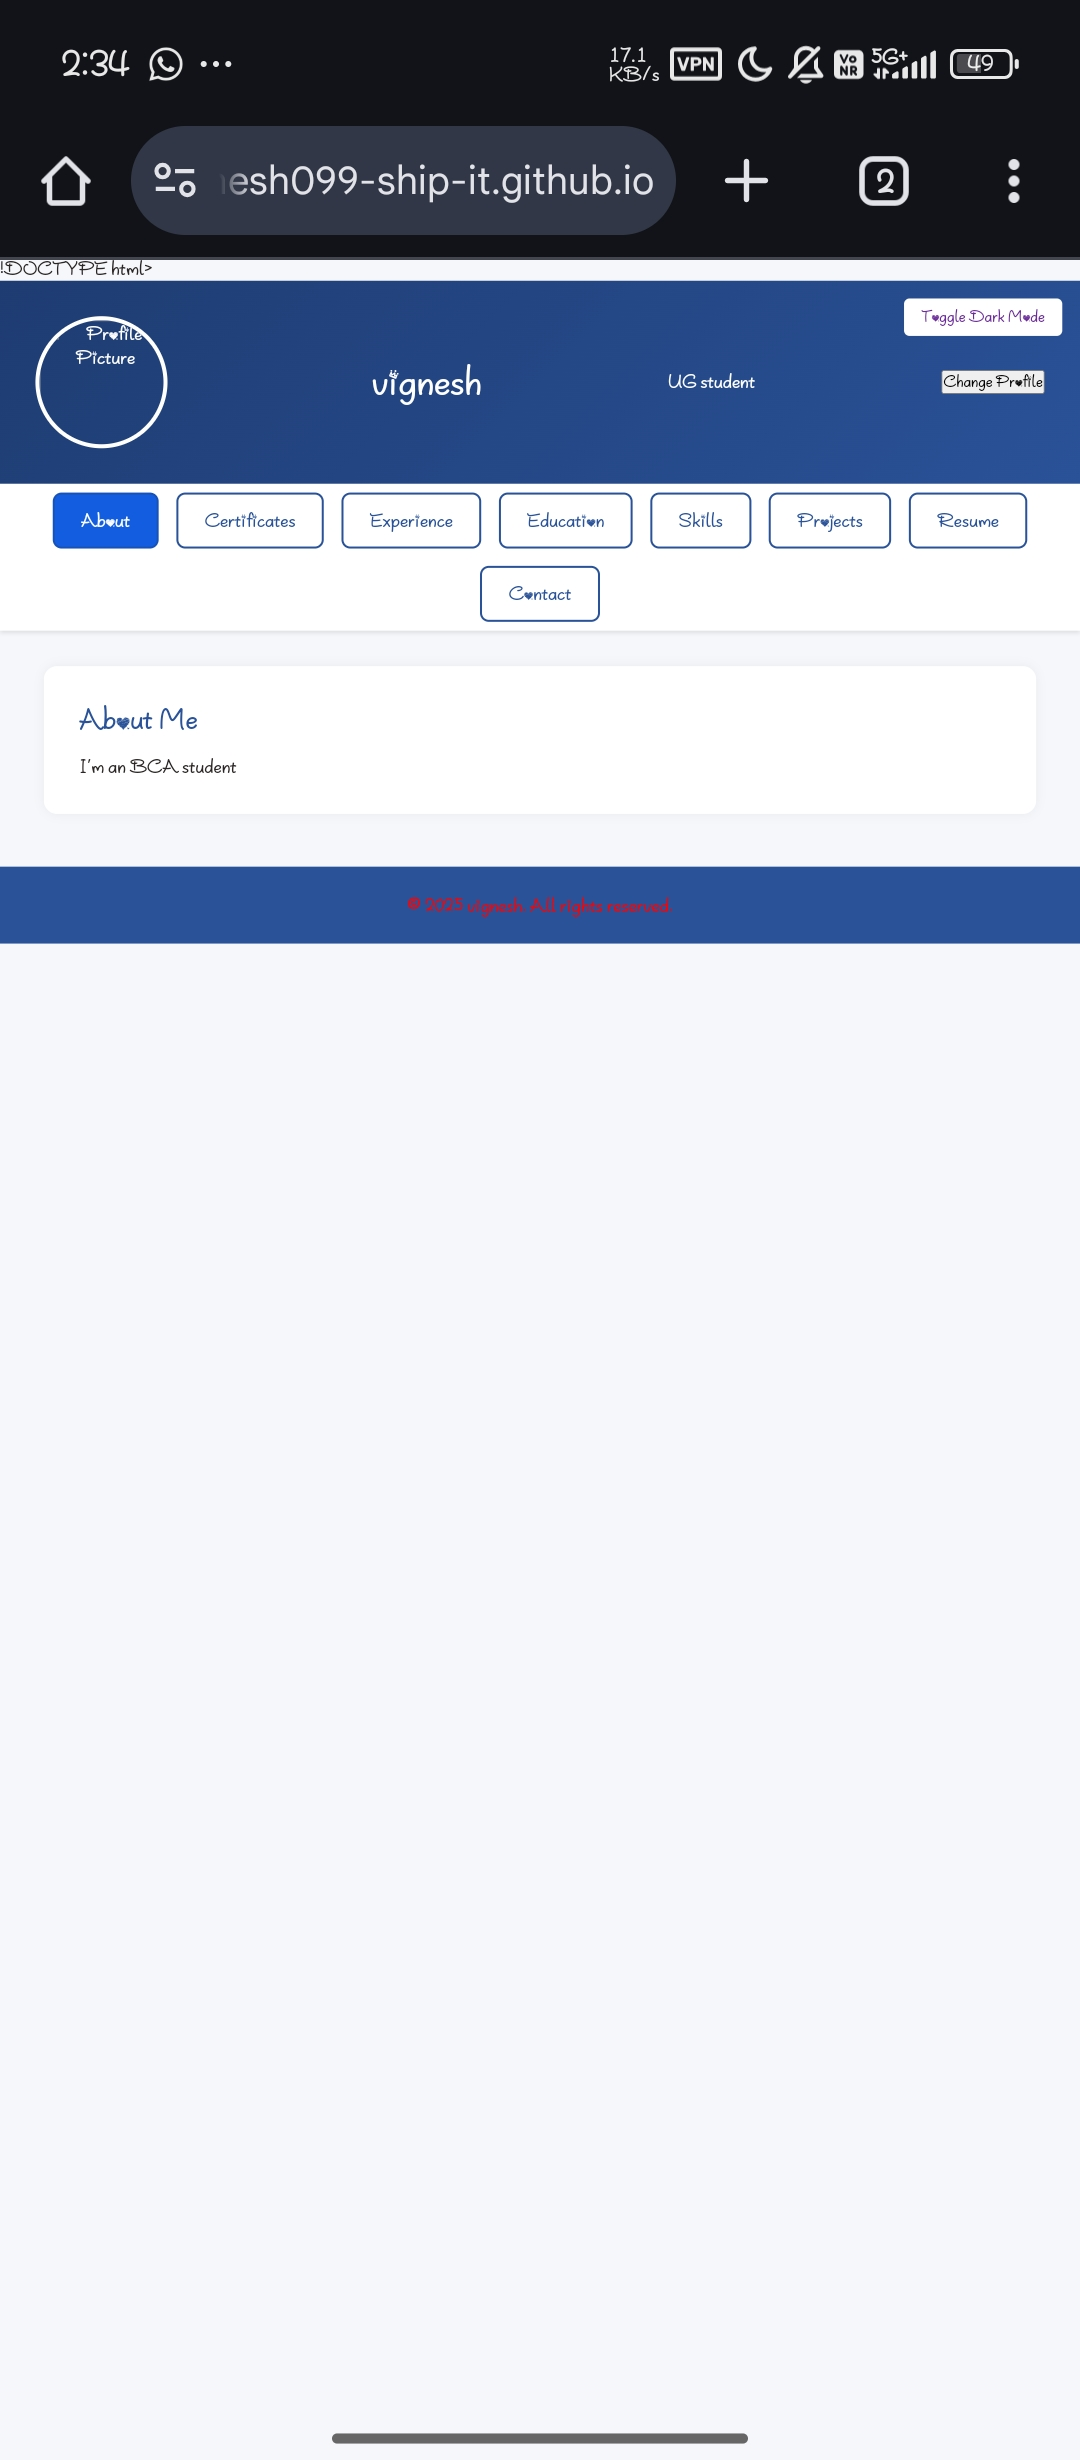 2:34 ... 17.1 KB/s VPN Vo NR 5G+ 49
esh099-ship-it.github.io 2
!DOCTYPE html>
Toggle Dark Mode
Profile
Picture
vignesh UG student Change Profile
About Certificates Experience Education Skills Projects Resume
Contact
About Me
I'm an BCA student
© 2025 vignesh. All rights reserved.